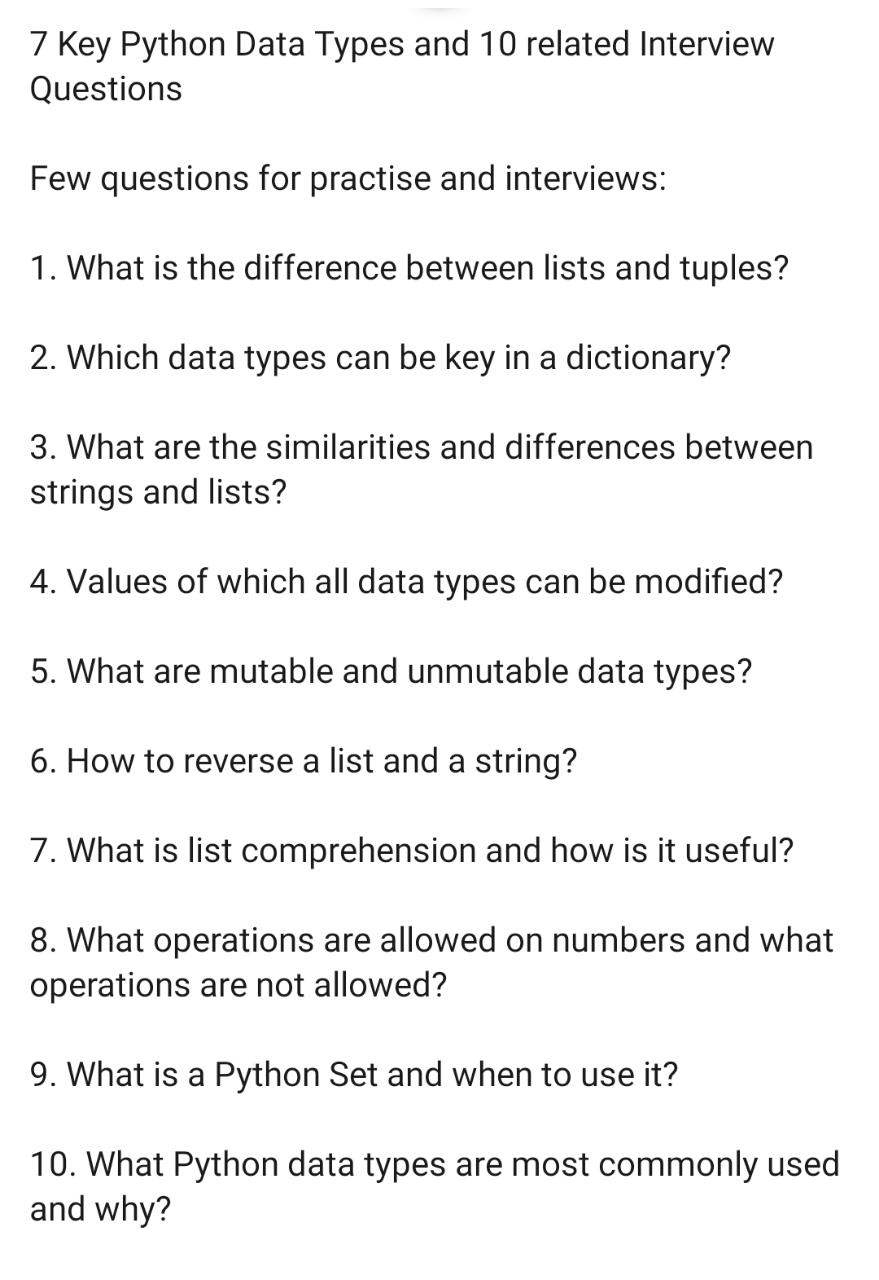 7 Key Python Data Types and 10 related Interview
Questions
Few questions for practise and interviews:
1. What is the difference between lists and tuples?
2. Which data types can be key in a dictionary?
3. What are the similarities and differences between
strings and lists?
4. Values of which all data types can be modified?
5. What are mutable and unmutable data types?
6. How to reverse a list and a string?
7. What is list comprehension and how is it useful?
8. What operations are allowed on numbers and what
operations are not allowed?
9. What is a Python Set and when to use it?
10. What Python data types are most commonly used
and why?